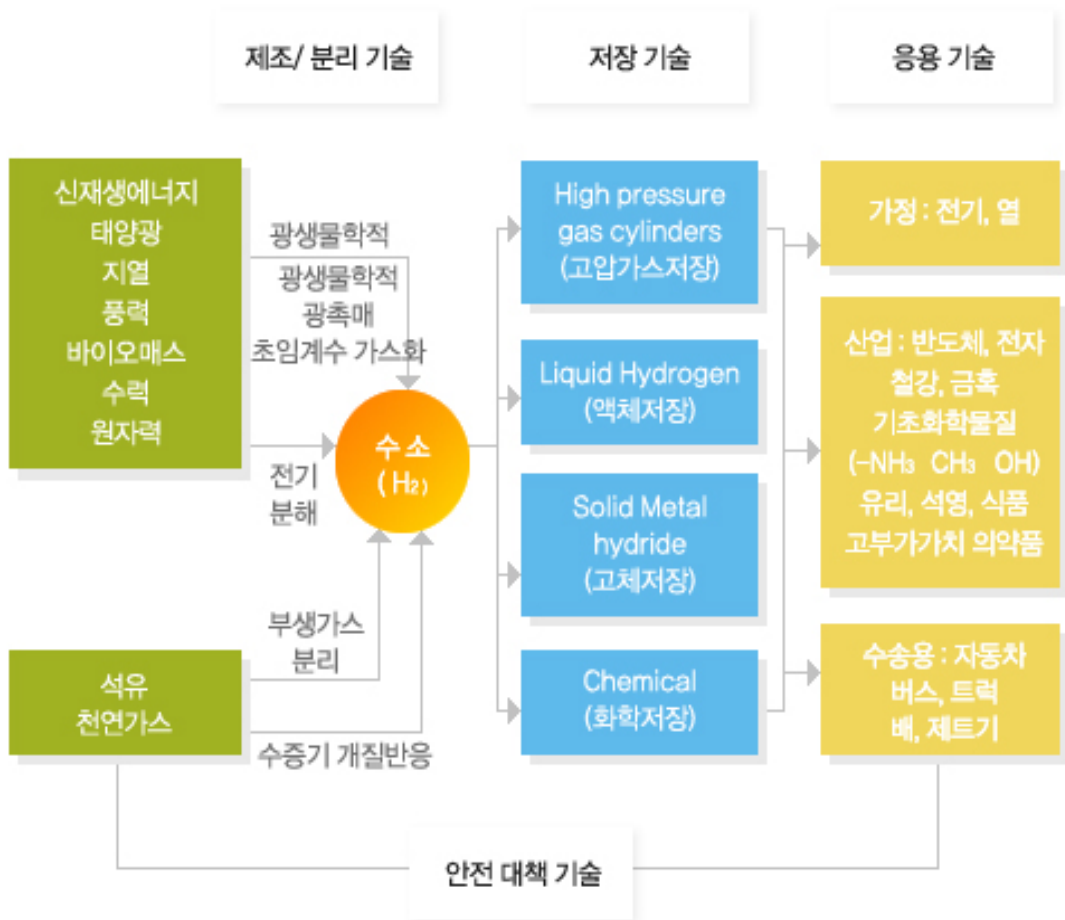 제조/ 분리 기술
저장 기술
응용 기술
신재생에너지
태양광
지열
풍력
바이오매스
수력
원자력
광생물학적
광생물학적
광촉매
초임계수 가스화
전기
분해
수 소
( H₂)
부생가스
분리
석유
천연가스
수증기 개질반응
High pressure
gas cylinders
(고압가스저장)
Liquid Hydrogen
(액체저장)
Solid Metal
hydride
(고체저장)
Chemical
(화학저장)
가정 : 전기, 열
산업 : 반도체, 전자
철강, 금혹
기초화학물질
(-NH₃ CH₃ OH)
유리, 석영, 식품
고부가가치 의약품
수송용 : 자동차
버스, 트럭
배, 제트기
안전 대책 기술